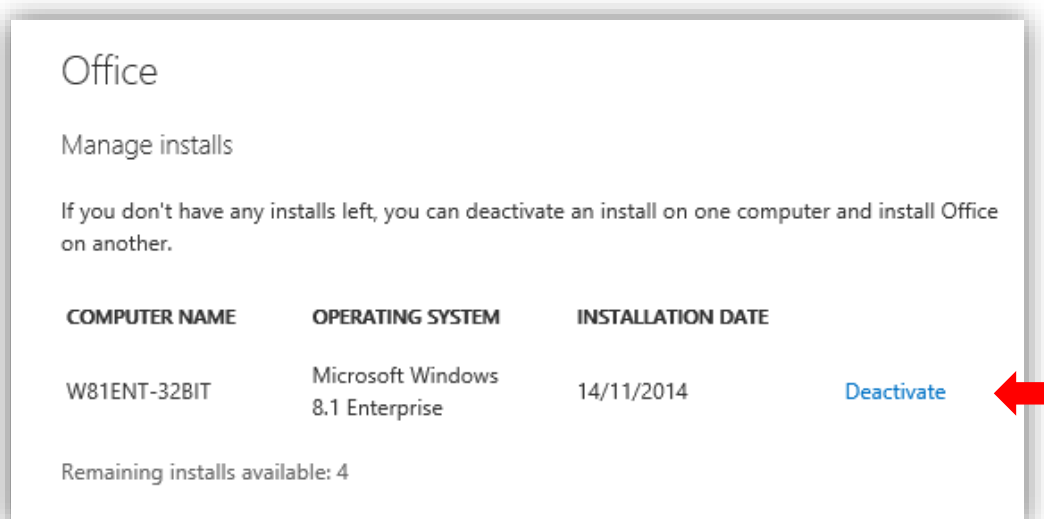 Office
Manage installs
If you don't have any installs left, you can deactivate an install on one computer and install Office
on another.
COMPUTER NAME OPERATING SYSTEM INSTALLATION DATE
W81ENT-32BIT Microsoft Windows 8.1 Enterprise 14/11/2014 Deactivate
Remaining installs available: 4